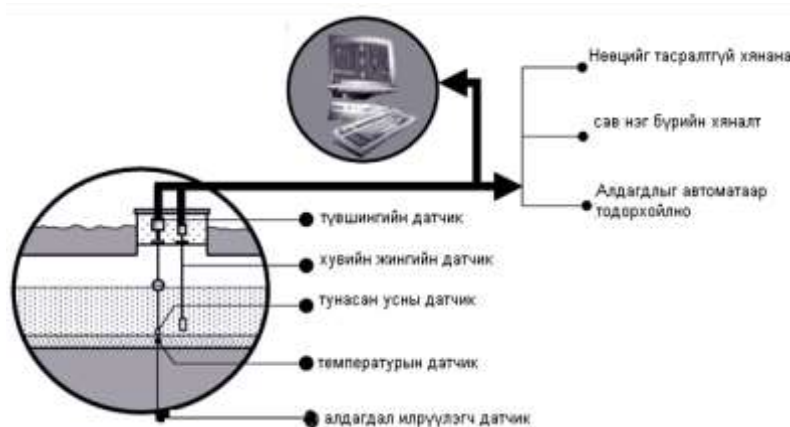 Нөөцийг тасралтгүй хянана
сав нэг бүрийн хяналт
Алдагдлыг автоматаар
тодорхойлно
түвшингийн датчик
хувийн жингийн датчик
тунасан усны датчик
температурын датчик
алдагдал илрүүлэгч датчик